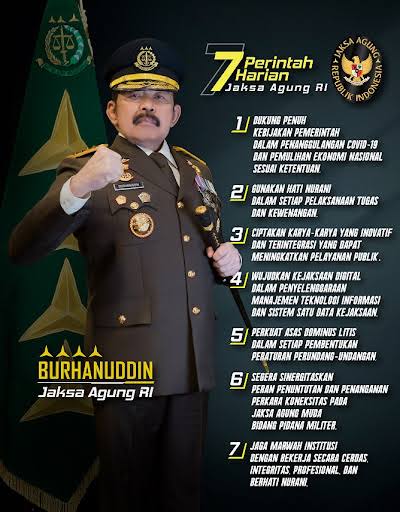 7 Perintah
Harian
Jaksa Agung RI
JAKSA AGUNG
REPUBLIK INDONESIA
1 DUKUNG PENUH
KEBIJAKAN PEMERINTAH
DALAM PENANGGULANGAN COVID-19
DAN PEMULIHAN EKONOMI NASIONAL
SESUAI KETENTUAN.
2 GUNAKAN HATI NURANI
DALAM SETIAP PELAKSANAAN TUGAS
DAN KEWENANGAN.
3 CIPTAKAN KARYA-KARYA YANG INOVATIF
DAN TERINTEGRASI YANG DAPAT
MENINGKATKAN PELAYANAN PUBLIK.
4 WUJUDKAN KEJAKSAAN DIGITAL
DALAM PENYELENGGARAAN
MANAJEMEN TEKNOLOGI INFORMASI
DAN SISTEM SATU DATA KEJAKSAAN.
5 PERKUAT ASAS DOMINUS LITIS
DALAM SETIAP PEMBENTUKAN
PERATURAN PERUNDANG-UNDANGAN.
6 SEGERA SINERGITASKAN
PERAN PENUNTUTAN DAN PENANGANAN
PERKARA KONEKSITAS PADA
JAKSA AGUNG MUDA
BIDANG PIDANA MILITER.
7 JAGA MARWAH INSTITUSI
DENGAN BEKERJA SECARA CERDAS,
INTEGRITAS, PROFESIONAL, DAN
BERHATI NURANI.
BURHANUDDIN
BURHANUDDIN
Jaksa Agung RI